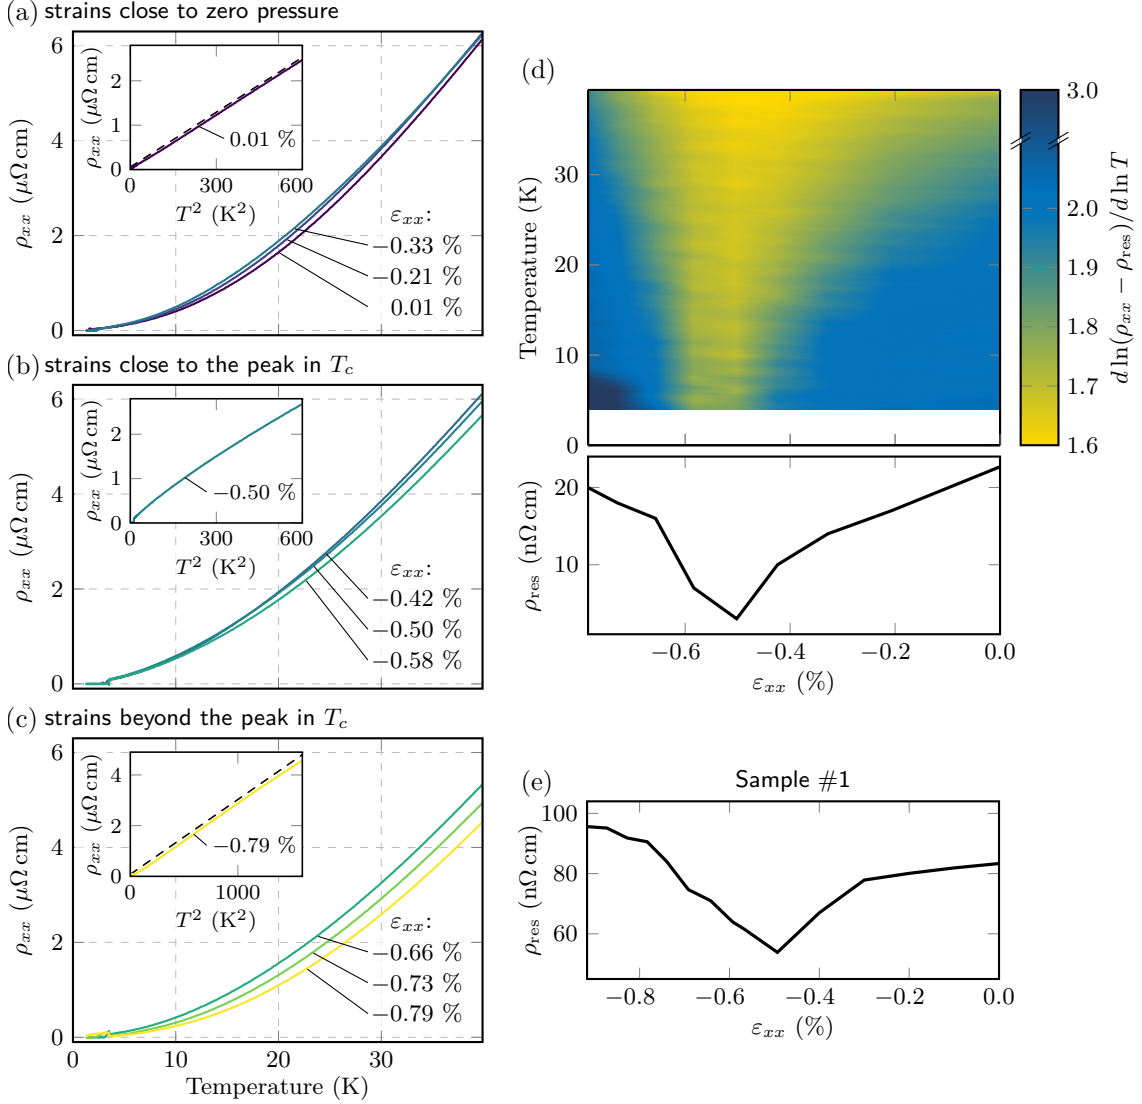 (a) strains close to zero pressure
6
4
2
0
ρxx (μΩ cm)
2
1
0
ρxx (μΩ cm)
0.01 %
0 300 600
T² (K²)
εxx:
−0.33 %
−0.21 %
0.01 %
(b) strains close to the peak in Tc
6
4
2
0
ρxx (μΩ cm)
2
1
0
ρxx (μΩ cm)
−0.50 %
0 300 600
T² (K²)
εxx:
−0.42 %
−0.50 %
−0.58 %
(c) strains beyond the peak in Tc
6
4
2
0
ρxx (μΩ cm)
4
2
0
ρxx (μΩ cm)
−0.79 %
0 1000
T² (K²)
εxx:
−0.66 %
−0.73 %
−0.79 %
0 10 20 30
Temperature (K)
(d)
30
20
10
0
Temperature (K)
3.0
2.0
1.9
1.8
1.7
1.6
d ln(ρxx − ρres)/d ln T
20
10
ρres (nΩ cm)
−0.6 −0.4 −0.2 0.0
εxx (%)
(e) Sample #1
100
80
60
ρres (nΩ cm)
−0.8 −0.6 −0.4 −0.2 0.0
εxx (%)